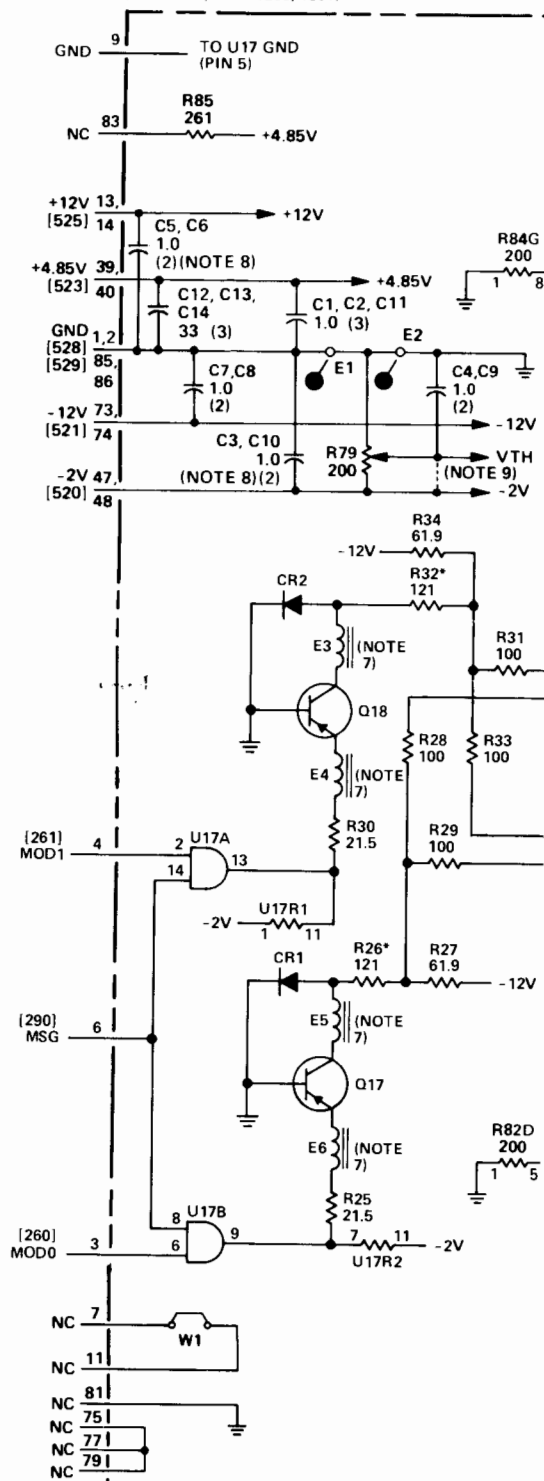 GND 9 TO U17 GND
(PIN 5)
R85
261
NC 83 +4.85V
+12V 13,
[525] 14
+12V
C5, C6
1.0
(2)(NOTE 8)
R84G
200
1 8
+4.85V 39,
[523] 40
+4.85V
C12, C13,
C14
33 (3)
C1, C2, C11
1.0 (3)
GND 1,2
[528]
[529] 85,
86
E1
E2
C7,C8
1.0
(2)
C4,C9
1.0
(2)
-12V 73,
[521] 74
-12V
C3, C10
1.0
(NOTE 8)(2)
R79
200
VTH
(NOTE 9)
-2V 47,
[520] 48
-2V
R34
61.9
-12V
R32*
121
CR2
E3 (NOTE
7)
R31
100
Q18
R28
100
R33
100
E4 (NOTE
7)
R30
21.5
R29
100
[261]
MOD1 4
2 U17A
14 13
U17R1
-2V
1 11
CR1
R26*
121
R27
61.9
-12V
E5 (NOTE
7)
[290]
MSG 6
Q17
E6 (NOTE
7)
R82D
200
1 5
R25
21.5
8 U17B
6 9
[260]
MOD0 3
7 11 -2V
U17R2
NC 7
W1
NC 11
NC 81
NC 75
NC 77
NC 79